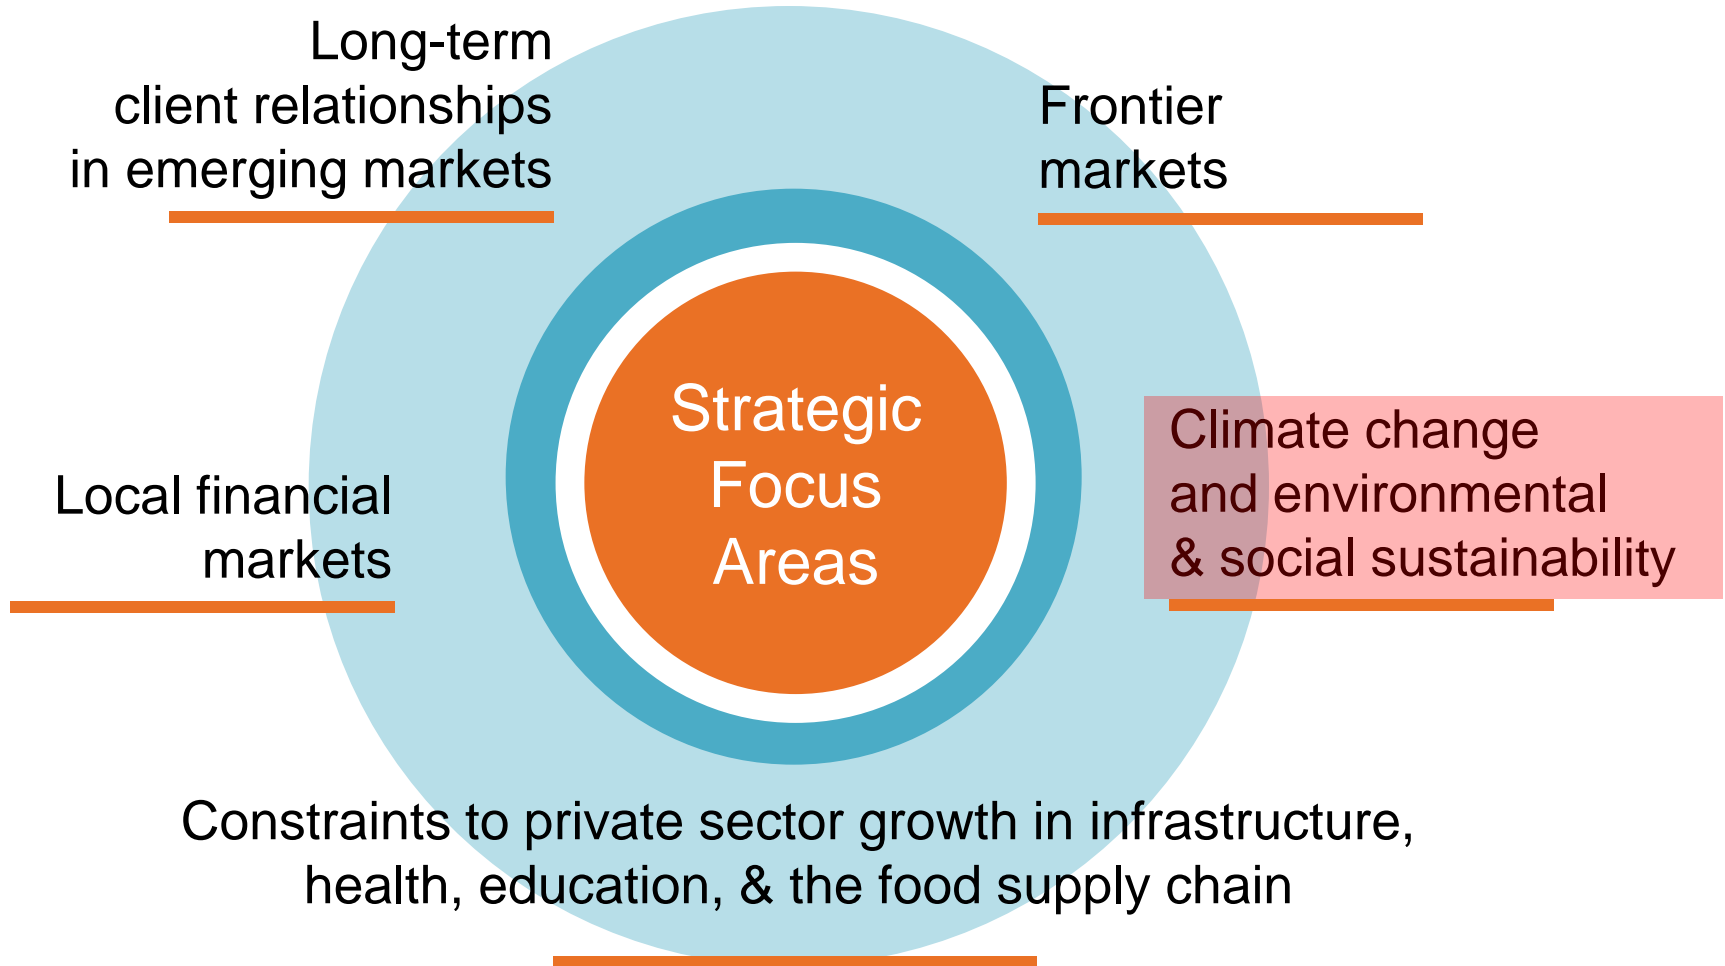 Long-term
client relationships
in emerging markets
Frontier
markets
Strategic
Focus
Areas
Climate change
and environmental
& social sustainability
Local financial
markets
Constraints to private sector growth in infrastructure,
health, education, & the food supply chain